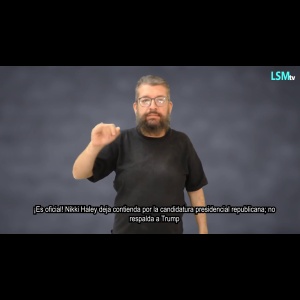 LSMtv
¡Es oficial! Nikki Haley deja contienda por la candidatura presidencial republicana; no
respalda a Trump